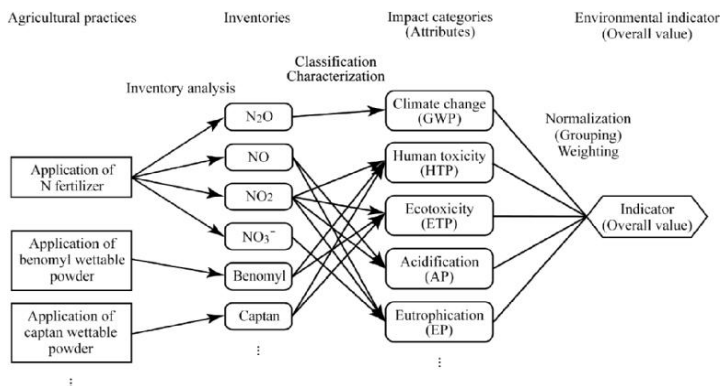 Agricultural practices
Inventories
Impact categories
(Attributes)
Environmental indicator
(Overall value)
Classification
Characterization
Inventory analysis
Normalization
(Grouping)
Weighting
Application of
N fertilizer
Application of
benomyl wettable
powder
Application of
captan wettable
powder
⋮
N2O
NO
NO2
NO3⁻
Benomyl
Captan
⋮
Climate change
(GWP)
Human toxicity
(HTP)
Ecotoxicity
(ETP)
Acidification
(AP)
Eutrophication
(EP)
⋮
Indicator
(Overall value)